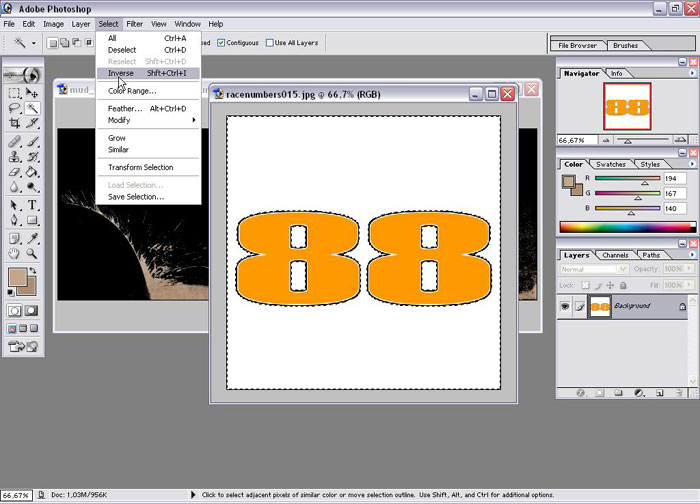 Adobe Photoshop
File Edit Image Layer Select Filter View Window Help
Contiguous Use All Layers
File Browser Brushes
All Ctrl+A
Deselect Ctrl+D
Reselect Shft+Ctrl+D
Inverse Shft+Ctrl+I
Color Range...
Feather... Alt+Ctrl+D
Modify
Grow
Similar
Transform Selection
Load Selection...
Save Selection...
mud_
racenumbers015.jpg @ 66,7% (RGB)
88
Navigator Info
88
66,67%
Color Swatches Styles
R 194
G 167
B 140
Layers Channels Paths
Normal Opacity: 100%
Lock: Fill: 100%
88 Background
66,67% Doc: 1,03M/956K Click to select adjacent pixels of similar color or move selection outline. Use Shift, Alt, and Ctrl for additional options.